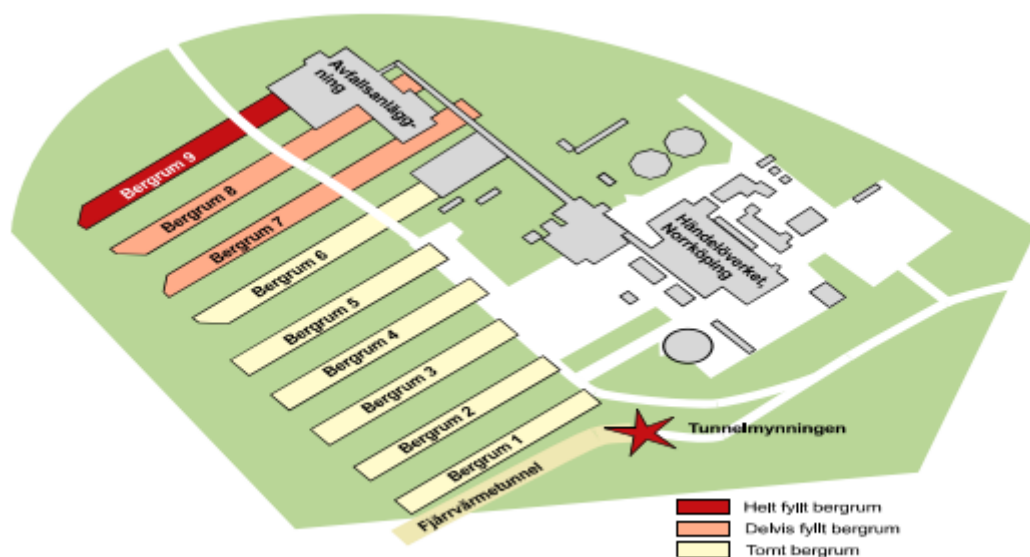 Avfallsanlägg-
ning
Bergrum 9
Bergrum 8
Bergrum 7
Bergrum 6
Bergrum 5
Bergrum 4
Bergrum 3
Bergrum 2
Bergrum 1
Fjärrvärmetunnel
Händelöverket,
Norrköping
Tunnelmynningen
Helt fyllt bergrum
Delvis fyllt bergrum
Tomt bergrum